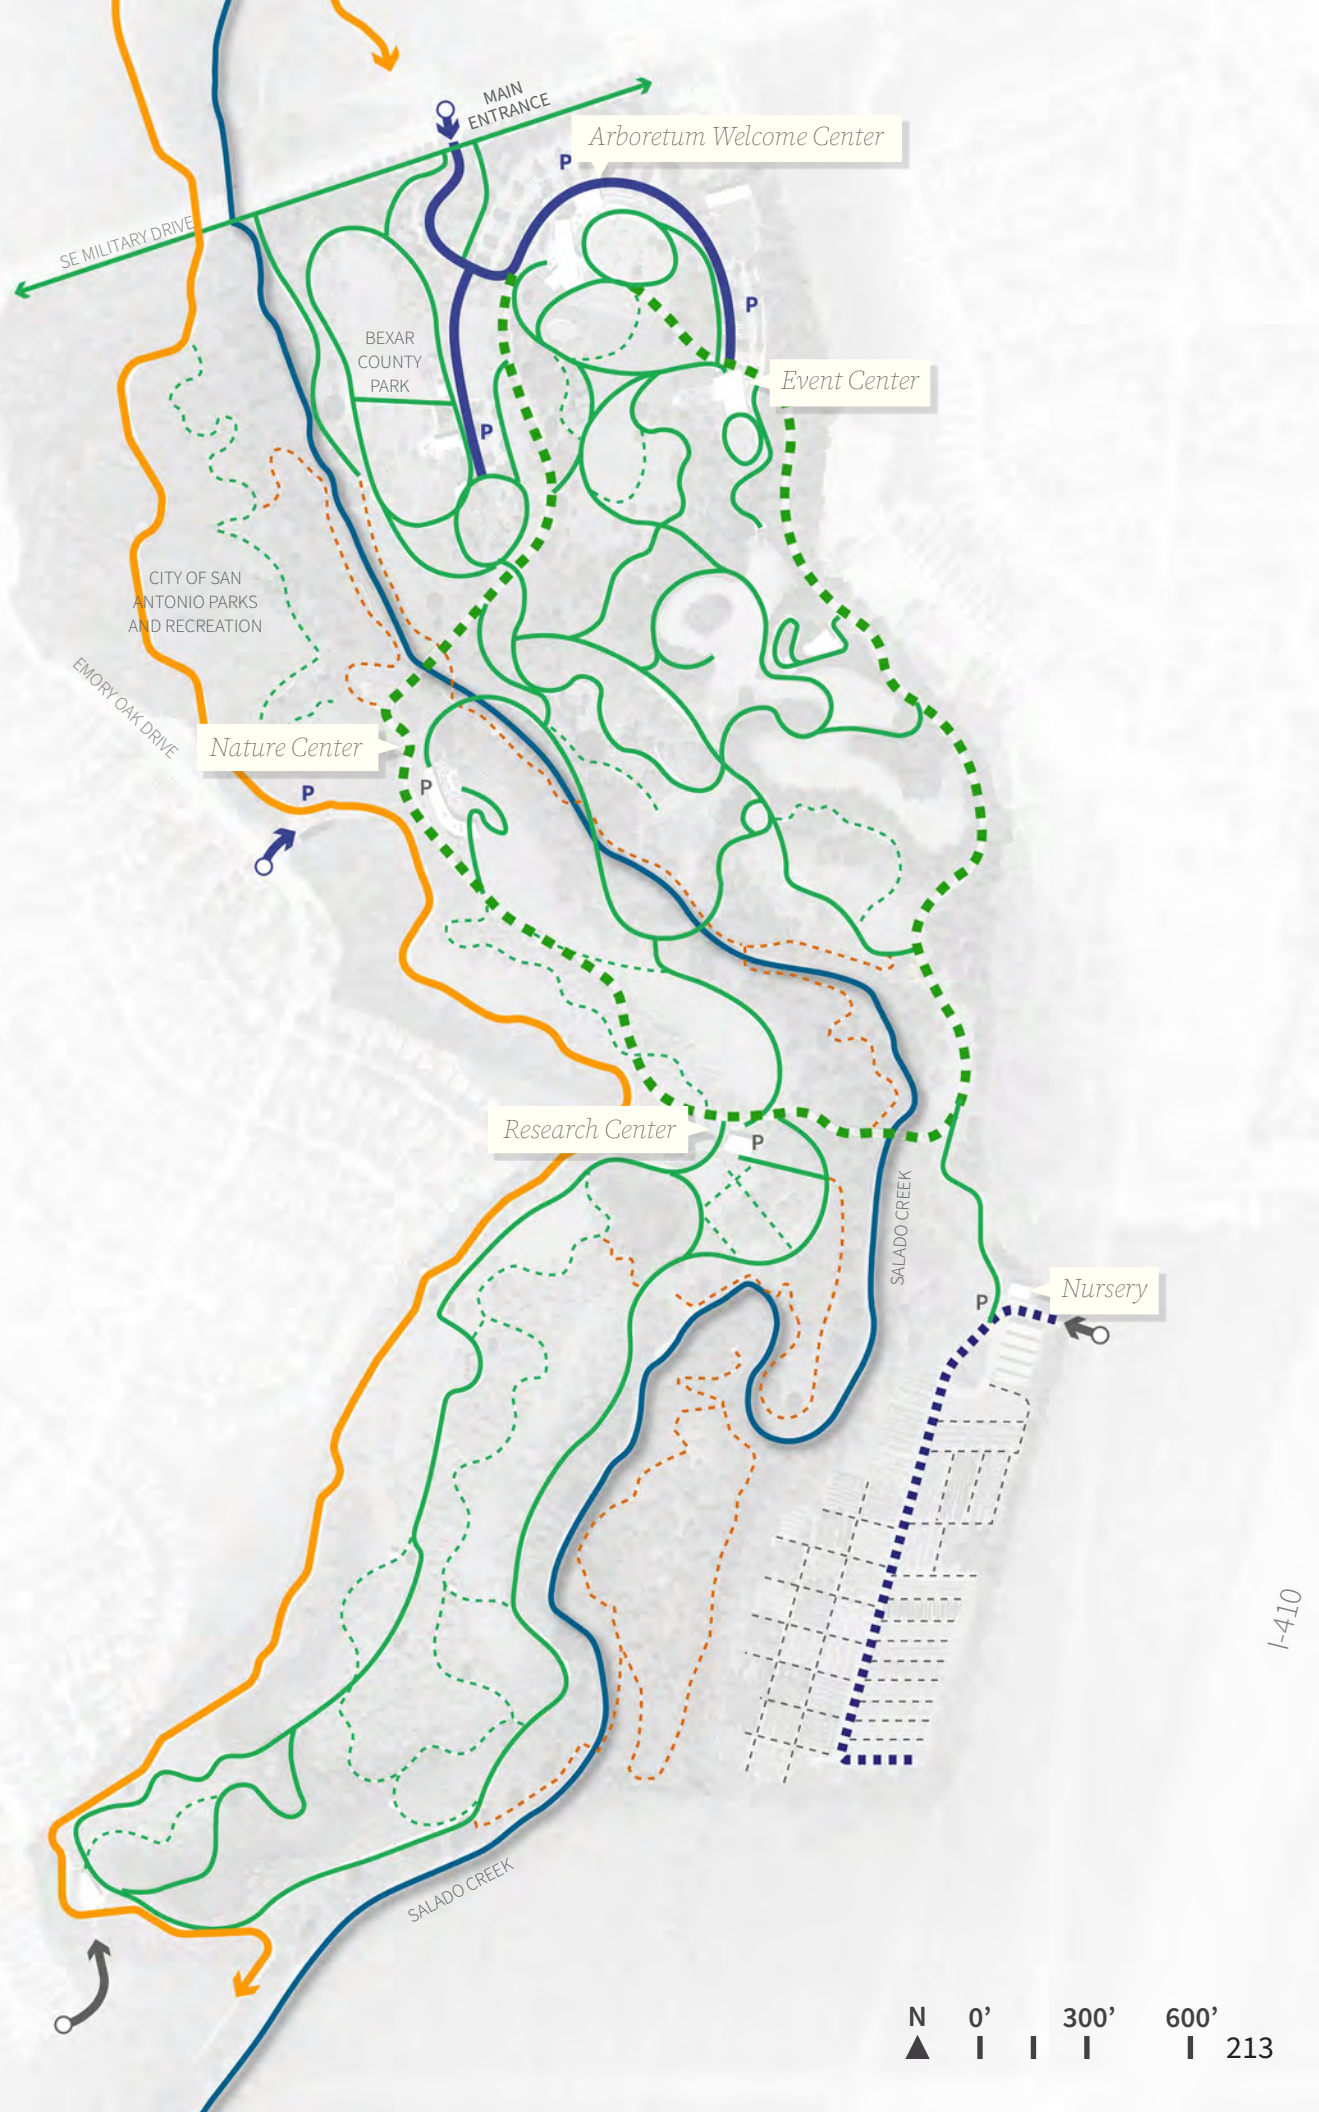 MAIN
ENTRANCE
Arboretum Welcome Center
P
SE MILITARY DRIVE
P
BEXAR
COUNTY
PARK
Event Center
P
CITY OF SAN
ANTONIO PARKS
AND RECREATION
EMORY OAK DRIVE
Nature Center
P
P
Research Center
P
SALADO CREEK
Nursery
P
I-410
SALADO CREEK
N 0’ 300’ 600’
213